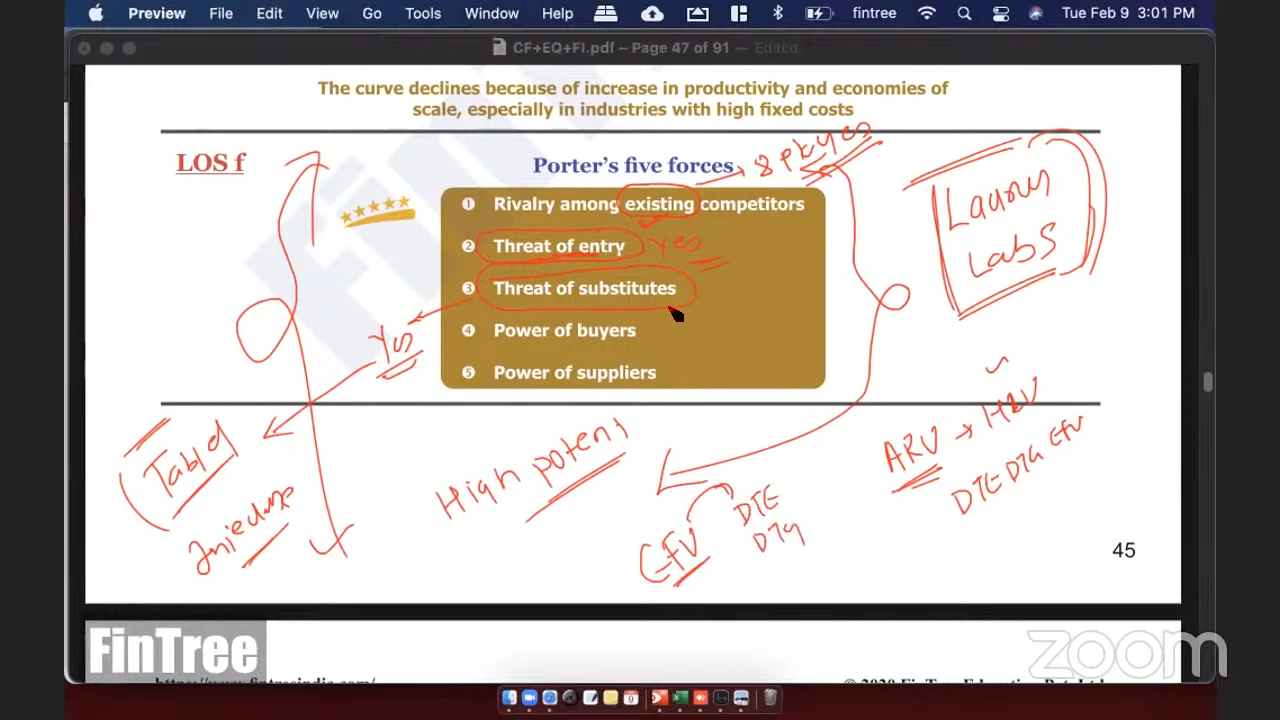 Preview File Edit View Go Tools Window Help fintree Tue Feb 9 3:01 PM
CF+EQ+FI.pdf – Page 47 of 91 – Edited
The curve declines because of increase in productivity and economies of
scale, especially in industries with high fixed costs
LOS f
Porter's five forces
8 pkyes
1 Rivalry among existing competitors
2 Threat of entry
yes
3 Threat of substitutes
4 Power of buyers
5 Power of suppliers
Laurus
Labs
Yes
High potent
ARV → HIV
DTE DTG EFV
EFV
DTE
DTG
45
FinTree
zoom